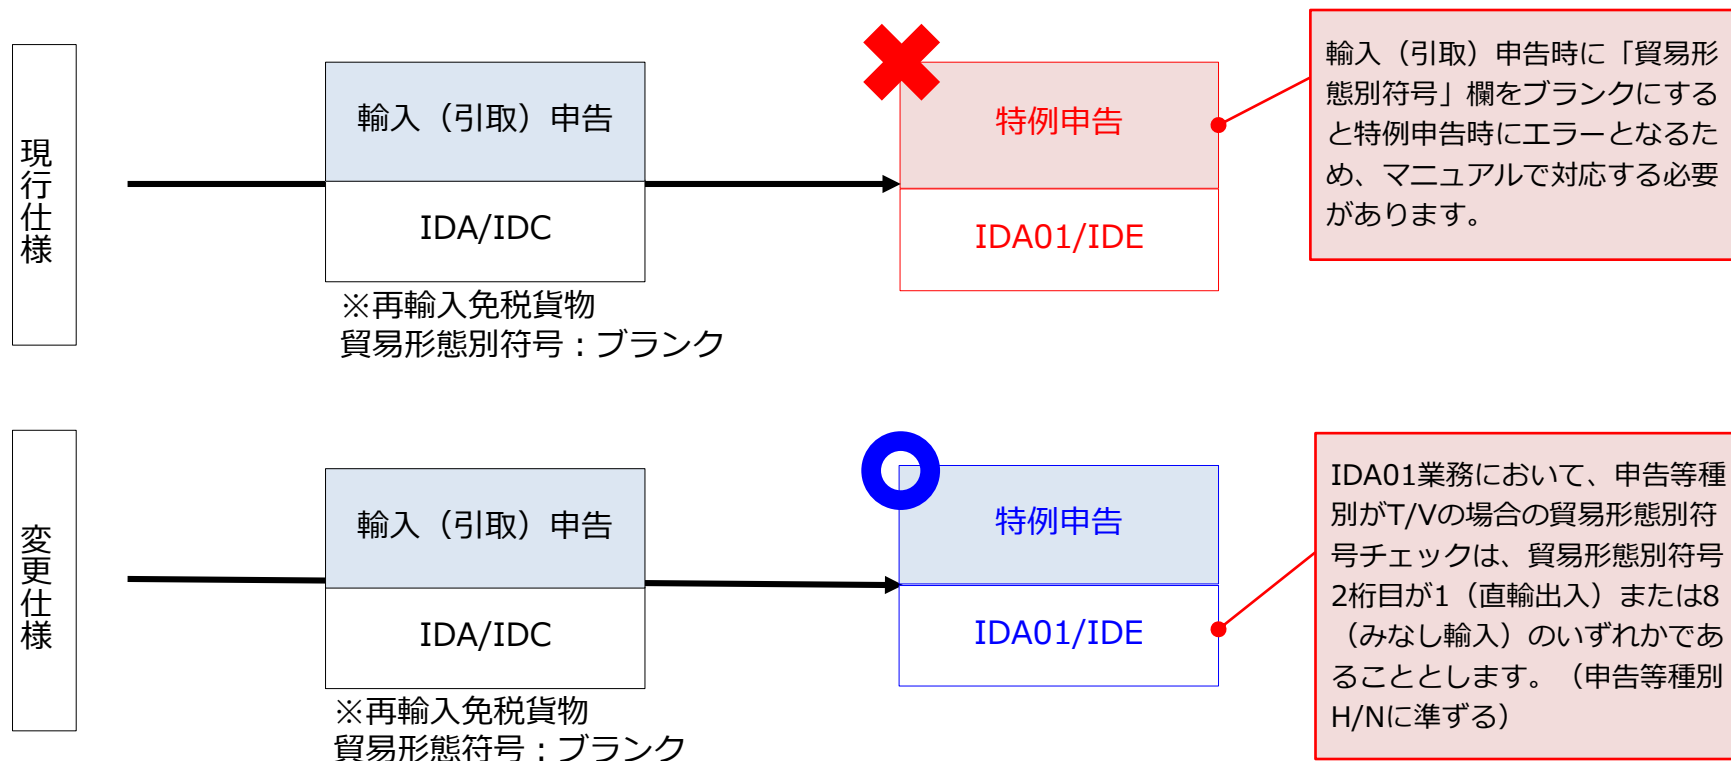 現行仕様
輸入（引取）申告
IDA/IDC
※再輸入免税貨物
貿易形態別符号：ブランク
特例申告
IDA01/IDE
輸入（引取）申告時に「貿易形
態別符号」欄をブランクにする
と特例申告時にエラーとなるた
め、マニュアルで対応する必要
があります。
変更仕様
輸入（引取）申告
IDA/IDC
※再輸入免税貨物
貿易形態符号：ブランク
特例申告
IDA01/IDE
IDA01業務において、申告等種
別がT/Vの場合の貿易形態別符
号チェックは、貿易形態別符号
2桁目が1（直輸出入）または8
（みなし輸入）のいずれかであ
ることとします。（申告等種別
H/Nに準ずる）